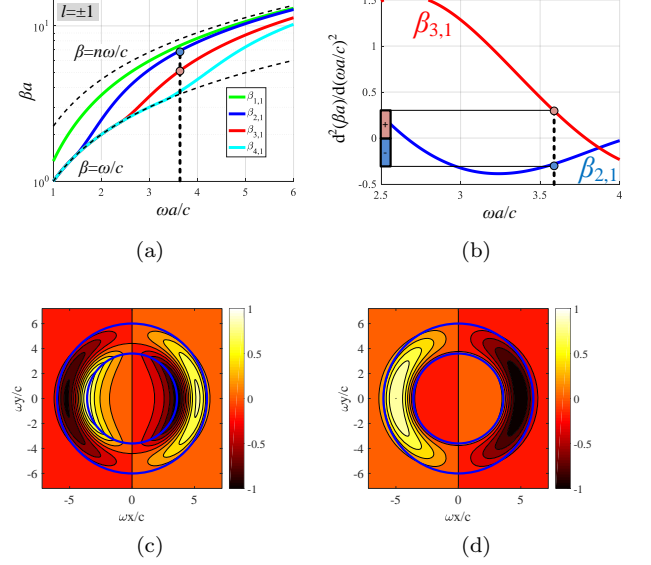 l=±1
10¹
β=nω/c
βa
β₁,₁
β₂,₁
β₃,₁
β₄,₁
β=ω/c
10⁰
1 2 3 4 5 6
ωa/c
(a)
1.5
β₃,₁
1
0.5
+
0
-
β₂,₁
-0.5
2.5 3 3.5 4
d²(βa)/d(ωa/c)²
ωa/c
(b)
6
4
2
0
-2
-4
-6
ωy/c
-5 0 5
ωx/c
1
0.5
0
-0.5
-1
(c)
6
4
2
0
-2
-4
-6
ωy/c
-5 0 5
ωx/c
1
0.5
0
-0.5
-1
(d)